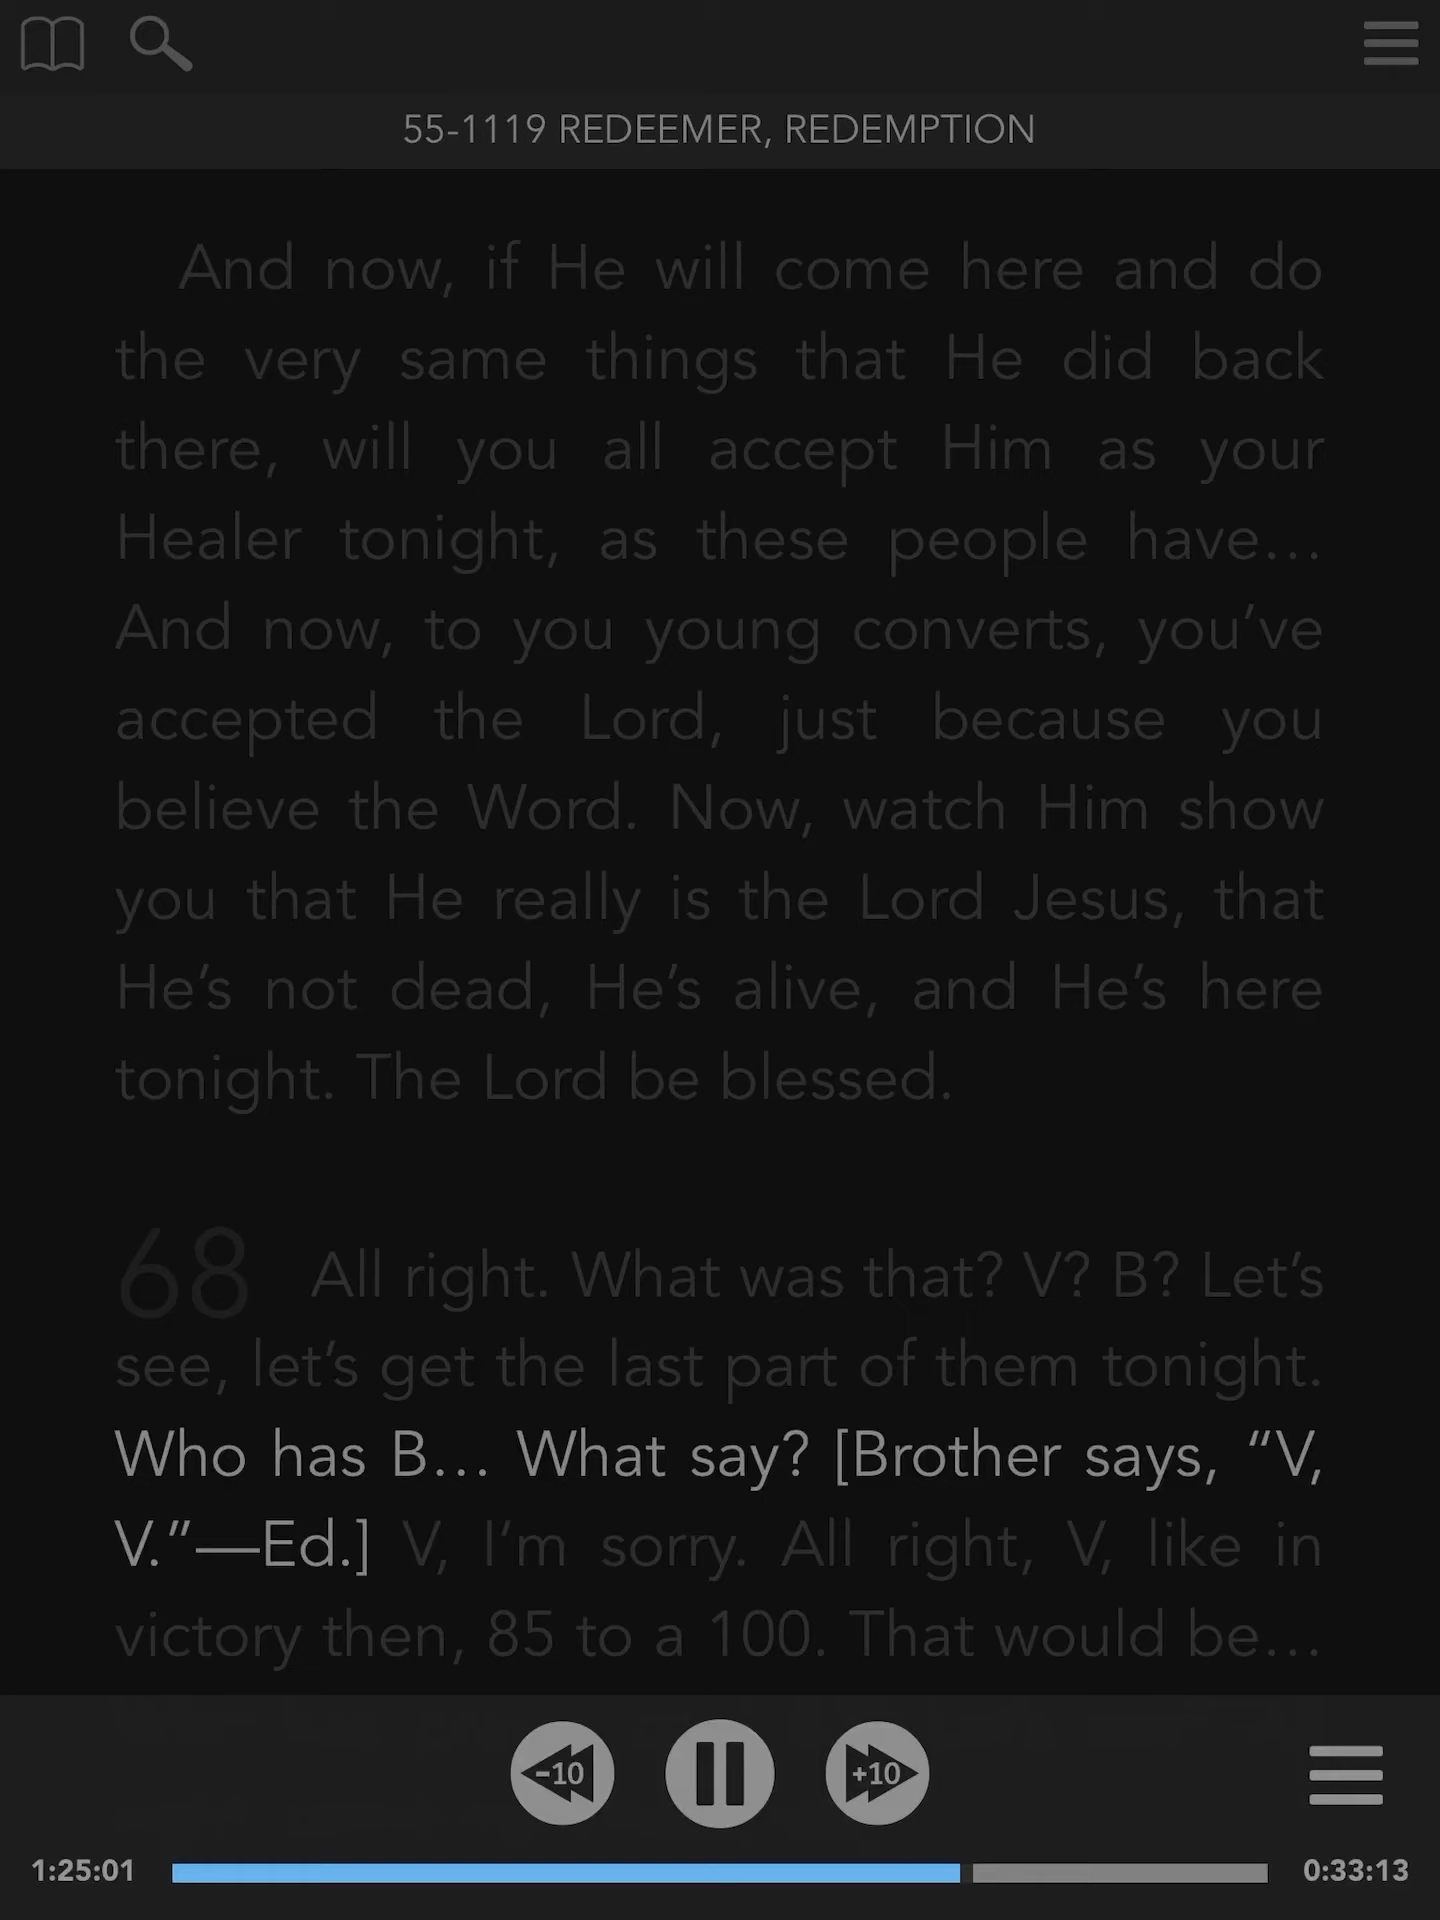 55-1119 REDEEMER, REDEMPTION
And now, if He will come here and do
the very same things that He did back
there, will you all accept Him as your
Healer tonight, as these people have…
And now, to you young converts, you’ve
accepted the Lord, just because you
believe the Word. Now, watch Him show
you that He really is the Lord Jesus, that
He’s not dead, He’s alive, and He’s here
tonight. The Lord be blessed.
68 All right. What was that? V? B? Let’s
see, let’s get the last part of them tonight.
Who has B… What say? [Brother says, “V,
V.”—Ed.] V, I’m sorry. All right, V, like in
victory then, 85 to a 100. That would be…
-10 +10
1:25:01 0:33:13